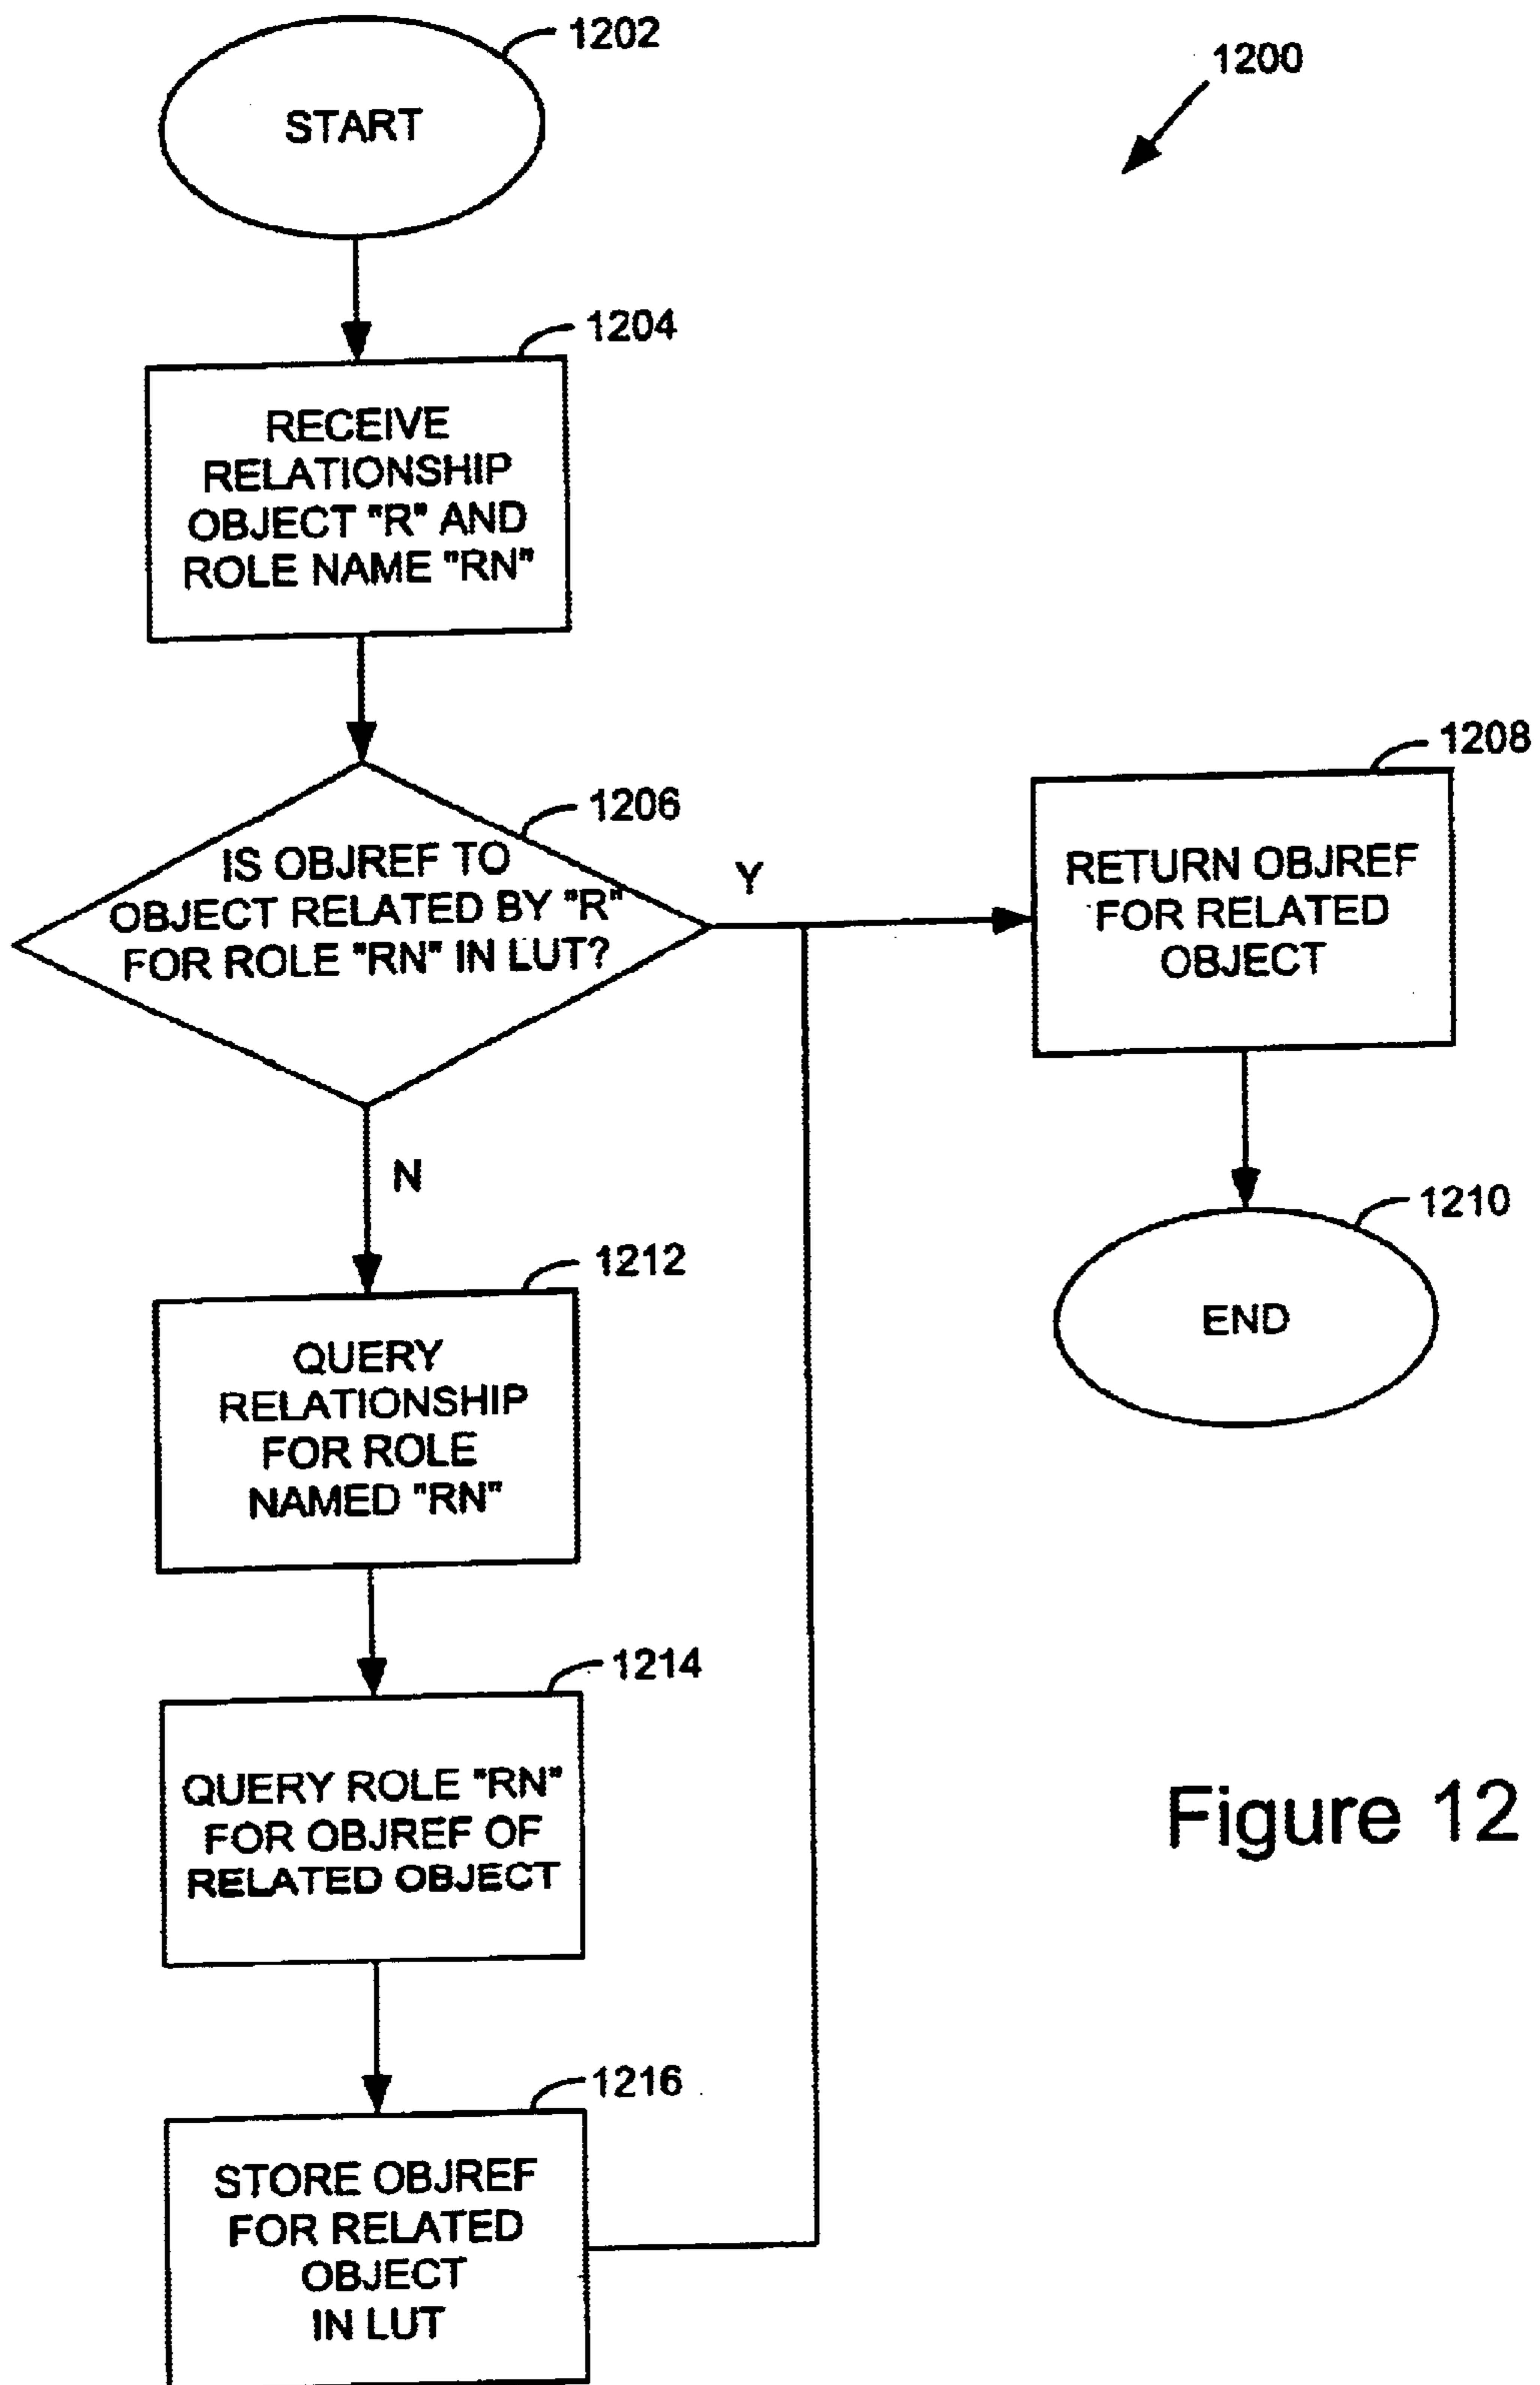 1202
START
1200
1204
RECEIVE
RELATIONSHIP
OBJECT "R" AND
ROLE NAME "RN"
1206
IS OBJREF TO
OBJECT RELATED BY "R"
FOR ROLE "RN" IN LUT?
Y
N
1208
RETURN OBJREF
FOR RELATED
OBJECT
1210
END
1212
QUERY
RELATIONSHIP
FOR ROLE
NAMED "RN"
1214
QUERY ROLE "RN"
FOR OBJREF OF
RELATED OBJECT
Figure 12
1216
STORE OBJREF
FOR RELATED
OBJECT
IN LUT